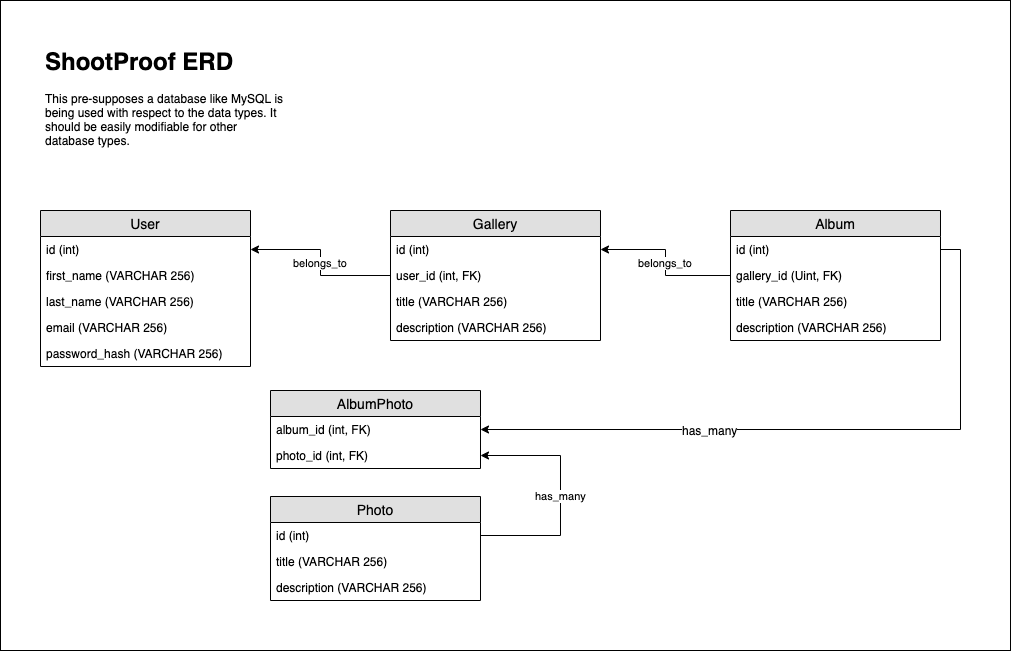 ShootProof ERD
This pre-supposes a database like MySQL is
being used with respect to the data types. It
should be easily modifiable for other
database types.
User
id (int)
first_name (VARCHAR 256)
last_name (VARCHAR 256)
email (VARCHAR 256)
password_hash (VARCHAR 256)
belongs_to
Gallery
id (int)
user_id (int, FK)
title (VARCHAR 256)
description (VARCHAR 256)
belongs_to
Album
id (int)
gallery_id (Uint, FK)
title (VARCHAR 256)
description (VARCHAR 256)
AlbumPhoto
album_id (int, FK)
photo_id (int, FK)
has_many
has_many
Photo
id (int)
title (VARCHAR 256)
description (VARCHAR 256)